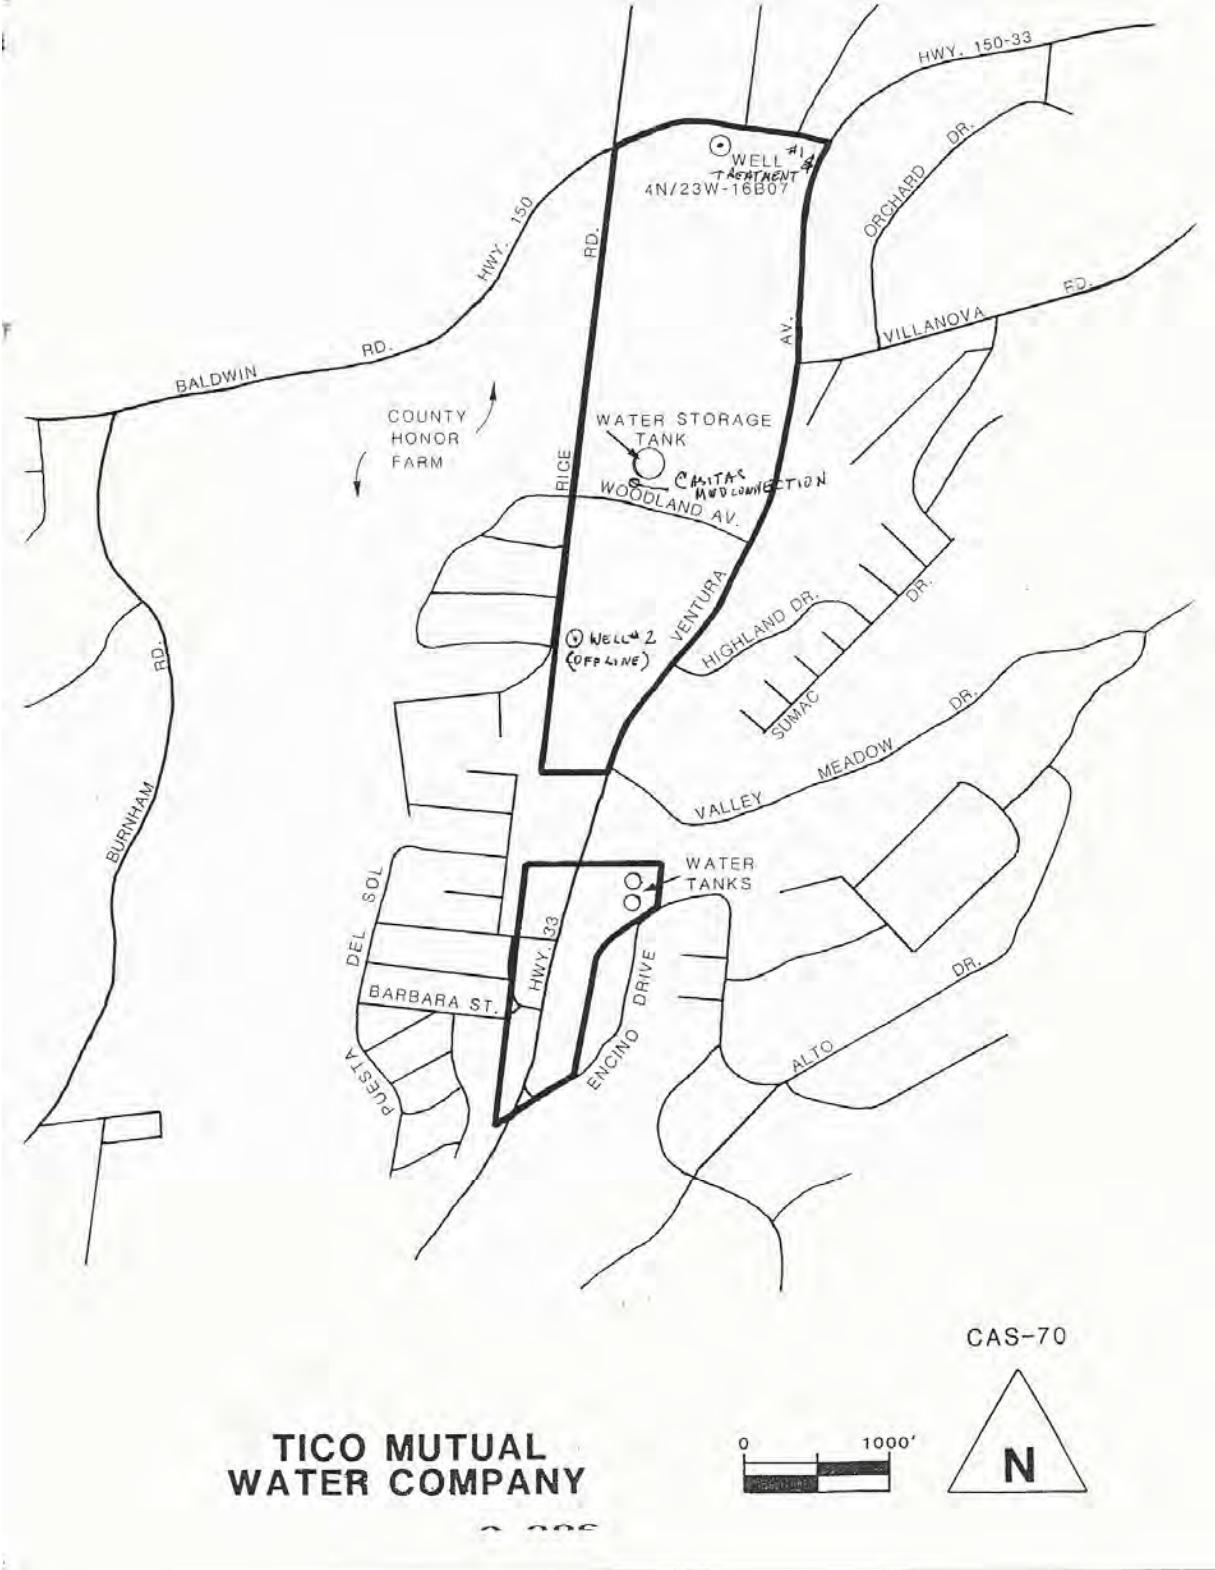 HWY. 150-33
ORCHARD DR.
WELL #1 &
TREATMENT
4N/23W-16B07
HWY. 150
RICE RD.
VENTURA AV.
VILLANOVA RD.
BALDWIN RD.
COUNTY
HONOR
FARM
WATER STORAGE
TANK
CASITAS
MWD CONNECTION
WOODLAND AV.
WELL #2
(OFF LINE)
HIGHLAND DR.
SUMAC DR.
BURNHAM RD.
VALLEY MEADOW DR.
WATER
TANKS
PUESTA DEL SOL
HWY. 33
BARBARA ST.
ENCINO DRIVE
ALTO DR.
CAS-70
N
0 1000'
TICO MUTUAL
WATER COMPANY